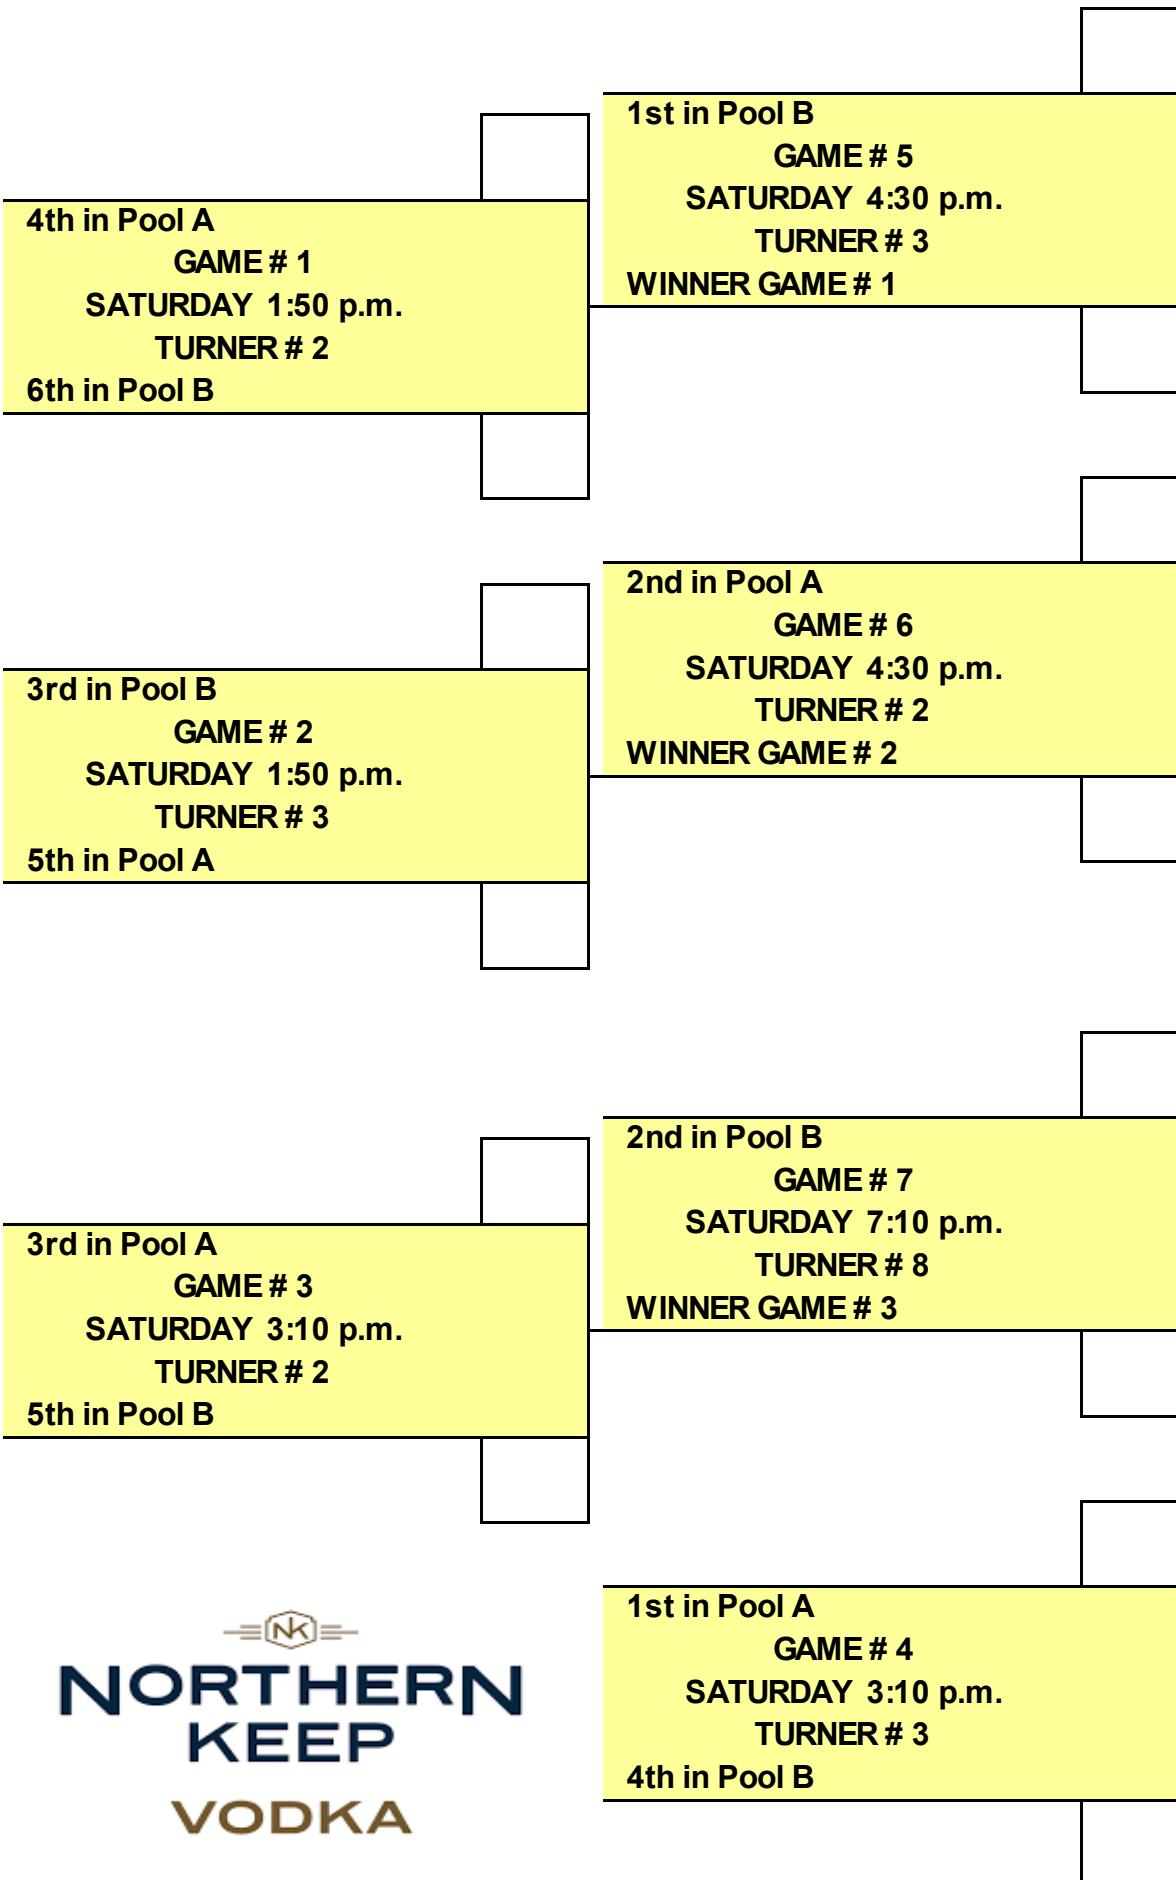 1st in Pool B
GAME # 5
SATURDAY 4:30 p.m.
TURNER # 3
WINNER GAME # 1
4th in Pool A
GAME # 1
SATURDAY 1:50 p.m.
TURNER # 2
6th in Pool B
2nd in Pool A
GAME # 6
SATURDAY 4:30 p.m.
TURNER # 2
WINNER GAME # 2
3rd in Pool B
GAME # 2
SATURDAY 1:50 p.m.
TURNER # 3
5th in Pool A
2nd in Pool B
GAME # 7
SATURDAY 7:10 p.m.
TURNER # 8
WINNER GAME # 3
3rd in Pool A
GAME # 3
SATURDAY 3:10 p.m.
TURNER # 2
5th in Pool B
1st in Pool A
GAME # 4
SATURDAY 3:10 p.m.
TURNER # 3
4th in Pool B
NK
NORTHERN
KEEP
VODKA